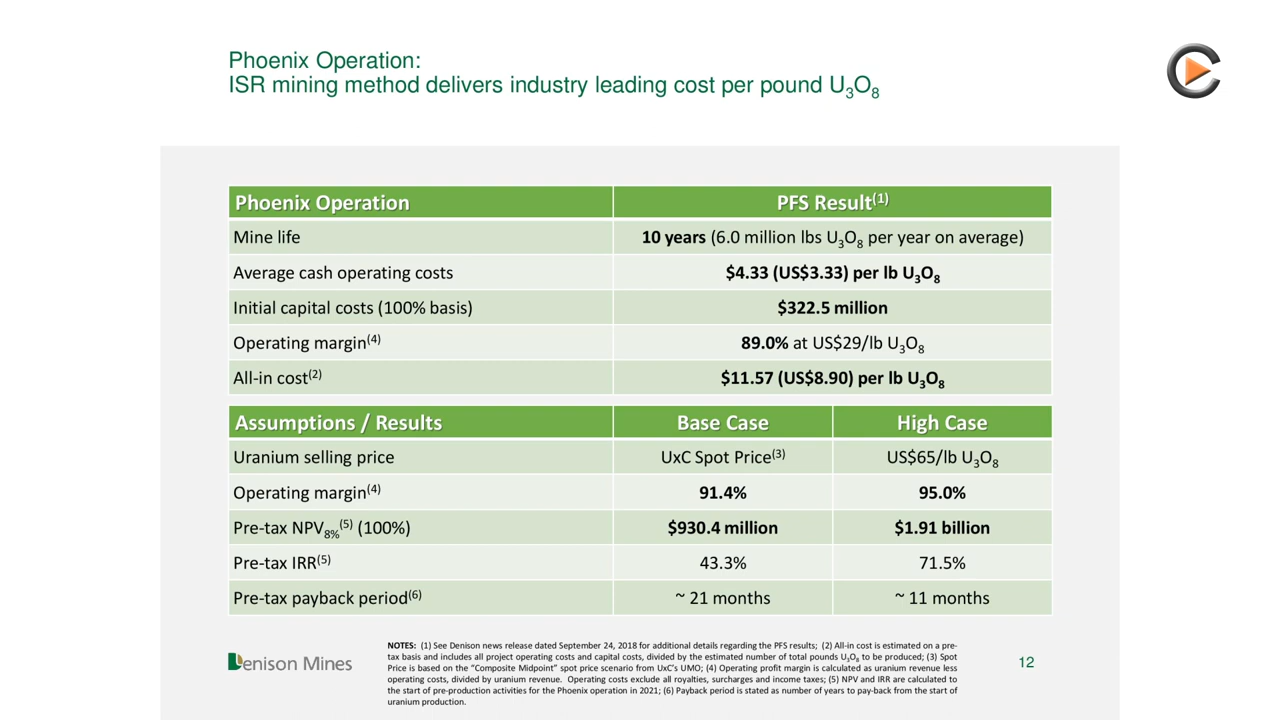 Phoenix Operation:
ISR mining method delivers industry leading cost per pound U₃O₈
Phoenix Operation PFS Result⁽¹⁾
Mine life 10 years (6.0 million lbs U₃O₈ per year on average)
Average cash operating costs $4.33 (US$3.33) per lb U₃O₈
Initial capital costs (100% basis) $322.5 million
Operating margin⁽⁴⁾ 89.0% at US$29/lb U₃O₈
All-in cost⁽²⁾ $11.57 (US$8.90) per lb U₃O₈
Assumptions / Results Base Case High Case
Uranium selling price UxC Spot Price⁽³⁾ US$65/lb U₃O₈
Operating margin⁽⁴⁾ 91.4% 95.0%
Pre-tax NPV₈%⁽⁵⁾ (100%) $930.4 million $1.91 billion
Pre-tax IRR⁽⁵⁾ 43.3% 71.5%
Pre-tax payback period⁽⁶⁾ ~ 21 months ~ 11 months
NOTES: (1) See Denison news release dated September 24, 2018 for additional details regarding the PFS results; (2) All-in cost is estimated on a pre-
tax basis and includes all project operating costs and capital costs, divided by the estimated number of total pounds U₃O₈ to be produced; (3) Spot
Price is based on the “Composite Midpoint” spot price scenario from UxC’s UMO; (4) Operating profit margin is calculated as uranium revenue less
operating costs, divided by uranium revenue. Operating costs exclude all royalties, surcharges and income taxes; (5) NPV and IRR are calculated to
the start of pre-production activities for the Phoenix operation in 2021; (6) Payback period is stated as number of years to pay-back from the start of
uranium production.
Denison Mines
12